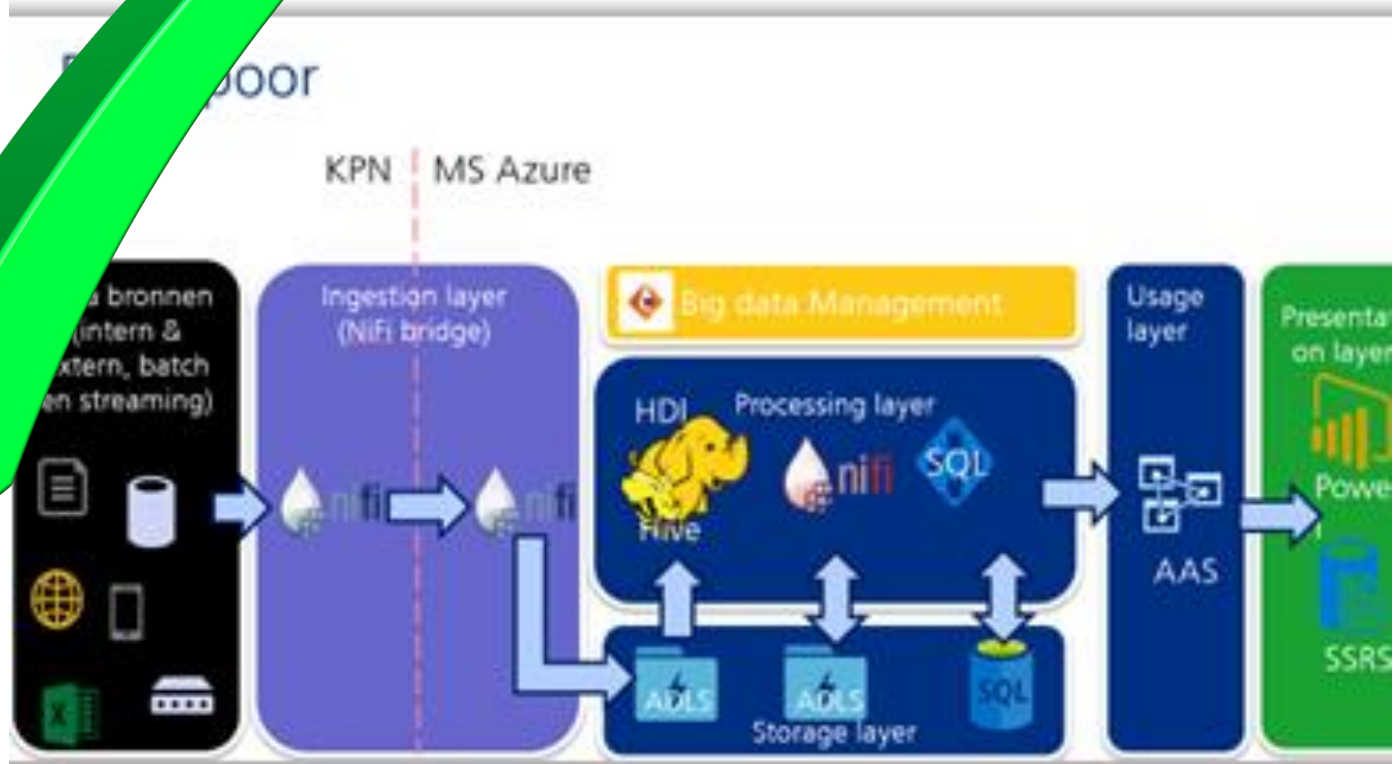 KPN MS Azure
bronnen
(intern &
xtern, batch
en streaming)
Ingestion layer
(NiFi bridge)
nifi
nifi
Big data Management
HDI
Processing layer
nifi
SQL
Hive
ADLS
ADLS
SQL
Storage layer
Usage
layer
AAS
Presentat
on layer
Powe
SSRS